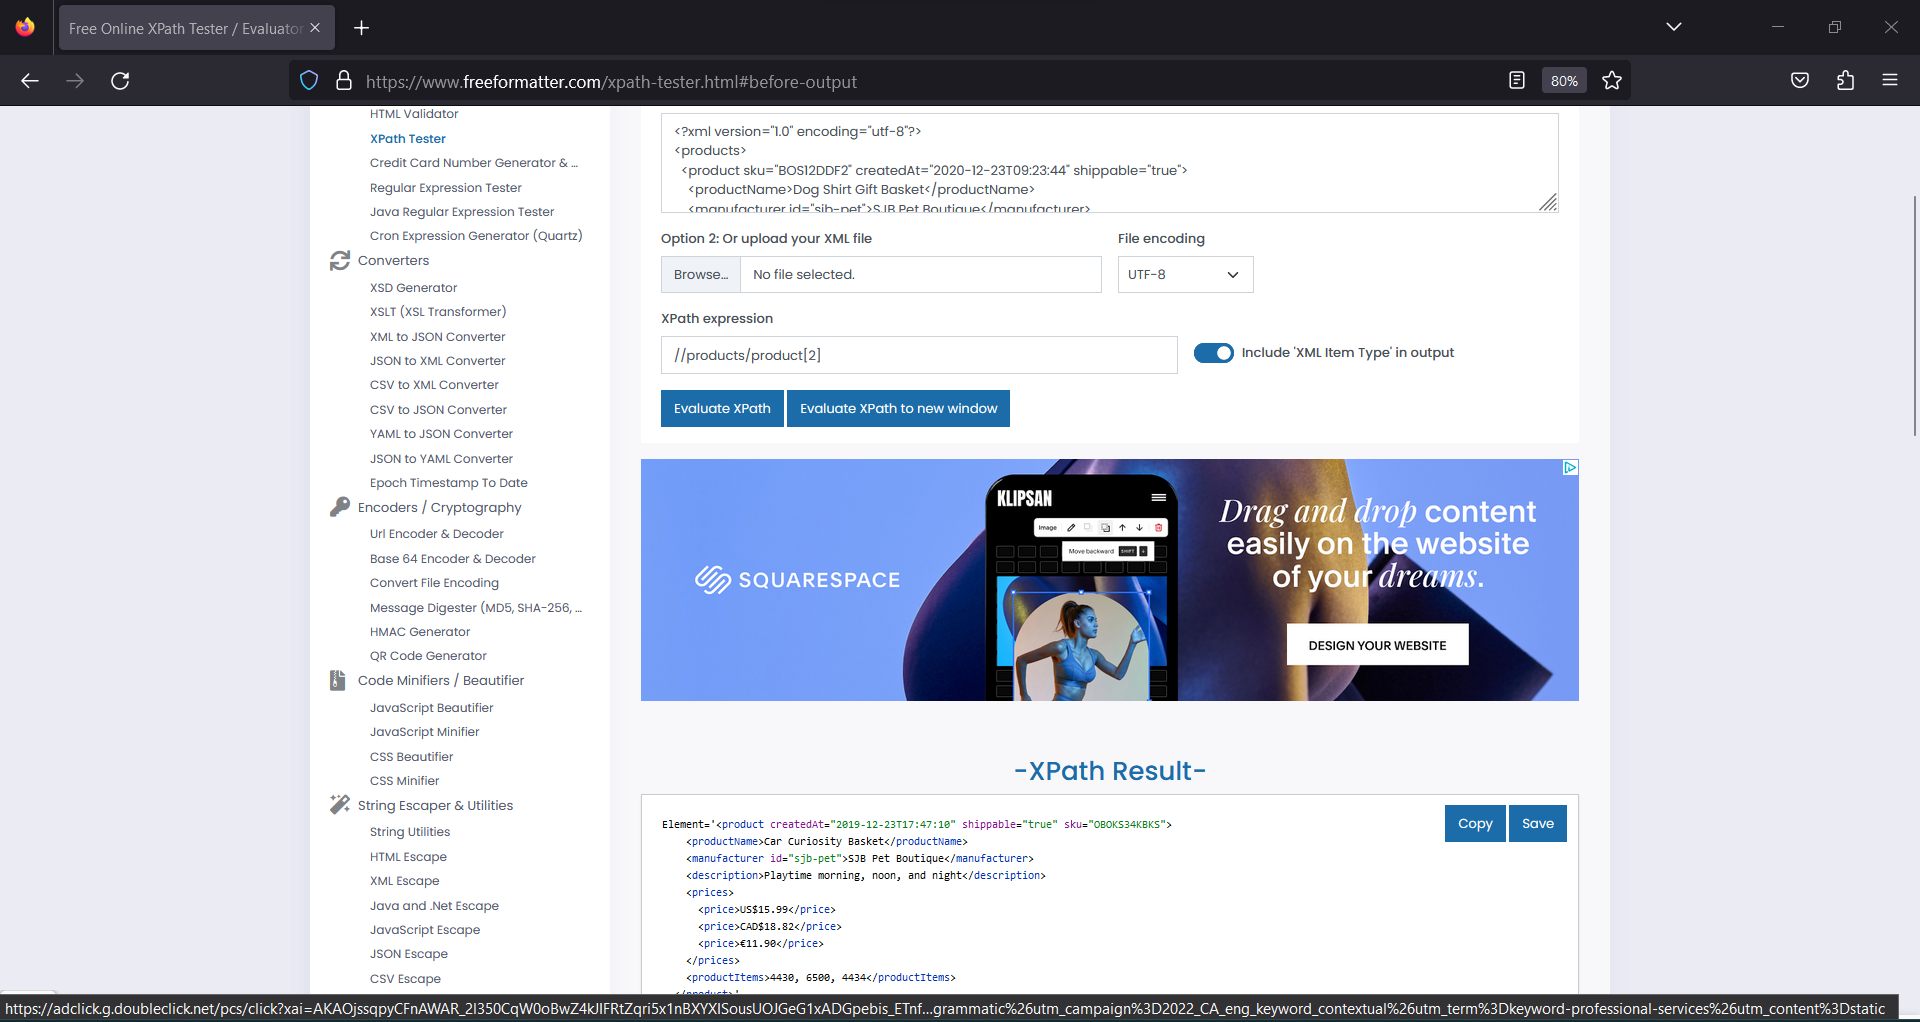 Free Online XPath Tester / Evaluator
https://www.freeformatter.com/xpath-tester.html#before-output
80%
HTML Validator
XPath Tester
Credit Card Number Generator & ...
Regular Expression Tester
Java Regular Expression Tester
Cron Expression Generator (Quartz)
Converters
XSD Generator
XSLT (XSL Transformer)
XML to JSON Converter
JSON to XML Converter
CSV to XML Converter
CSV to JSON Converter
YAML to JSON Converter
JSON to YAML Converter
Epoch Timestamp To Date
Encoders / Cryptography
Url Encoder & Decoder
Base 64 Encoder & Decoder
Convert File Encoding
Message Digester (MD5, SHA-256, ...
HMAC Generator
QR Code Generator
Code Minifiers / Beautifier
JavaScript Beautifier
JavaScript Minifier
CSS Beautifier
CSS Minifier
String Escaper & Utilities
String Utilities
HTML Escape
XML Escape
Java and .Net Escape
JavaScript Escape
JSON Escape
CSV Escape
<?xml version="1.0" encoding="utf-8"?>
<products>
<product sku="BOS12DDF2" createdAt="2020-12-23T09:23:44" shippable="true">
<productName>Dog Shirt Gift Basket</productName>
<manufacturer id="sjb-pet">SJB Pet Boutique</manufacturer>
Option 2: Or upload your XML file
File encoding
Browse... No file selected.
UTF-8
XPath expression
//products/product[2]
Include 'XML Item Type' in output
Evaluate XPath
Evaluate XPath to new window
SQUARESPACE
KLIPSAN
Image
Move backward SHIFT +
Drag and drop content
easily on the website
of your dreams.
DESIGN YOUR WEBSITE
-XPath Result-
Copy
Save
Element='<product createdAt="2019-12-23T17:47:10" shippable="true" sku="OBOKS34KBKS">
<productName>Car Curiosity Basket</productName>
<manufacturer id="sjb-pet">SJB Pet Boutique</manufacturer>
<description>Playtime morning, noon, and night</description>
<prices>
<price>US$15.99</price>
<price>CAD$18.82</price>
<price>€11.90</price>
</prices>
<productItems>4430, 6500, 4434</productItems>
</product>'
https://adclick.g.doubleclick.net/pcs/click?xai=AKAOjssqpyCFnAWAR_2l350CqW0oBwZ4kJIFRtZqri5x1nBXYXISousUOJGeG1xADGpebis_ETnf...grammatic%26utm_campaign%3D2022_CA_eng_keyword_contextual%26utm_term%3Dkeyword-professional-services%26utm_content%3Dstatic